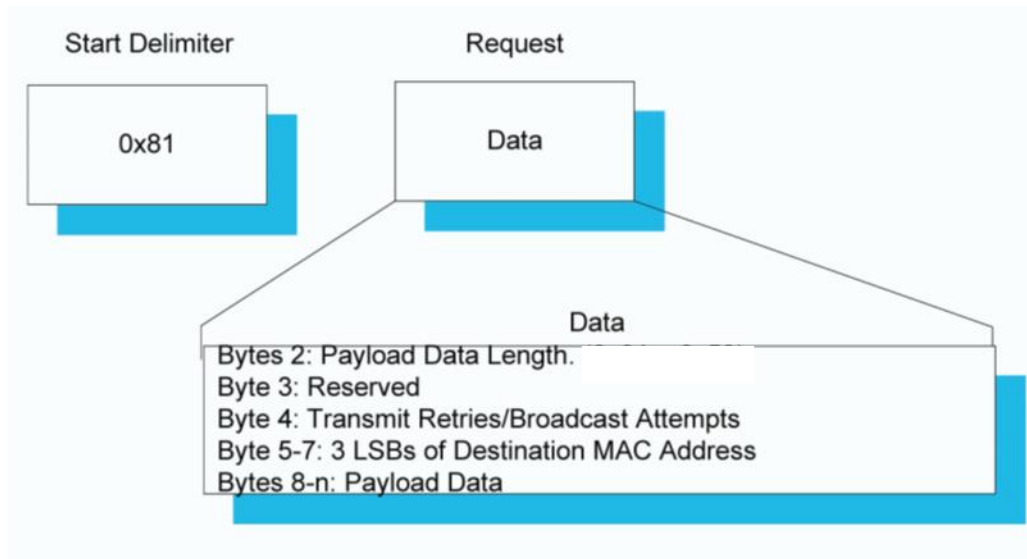 Start Delimiter
Request
0x81
Data
Data
Bytes 2: Payload Data Length.
Byte 3: Reserved
Byte 4: Transmit Retries/Broadcast Attempts
Byte 5-7: 3 LSBs of Destination MAC Address
Bytes 8-n: Payload Data